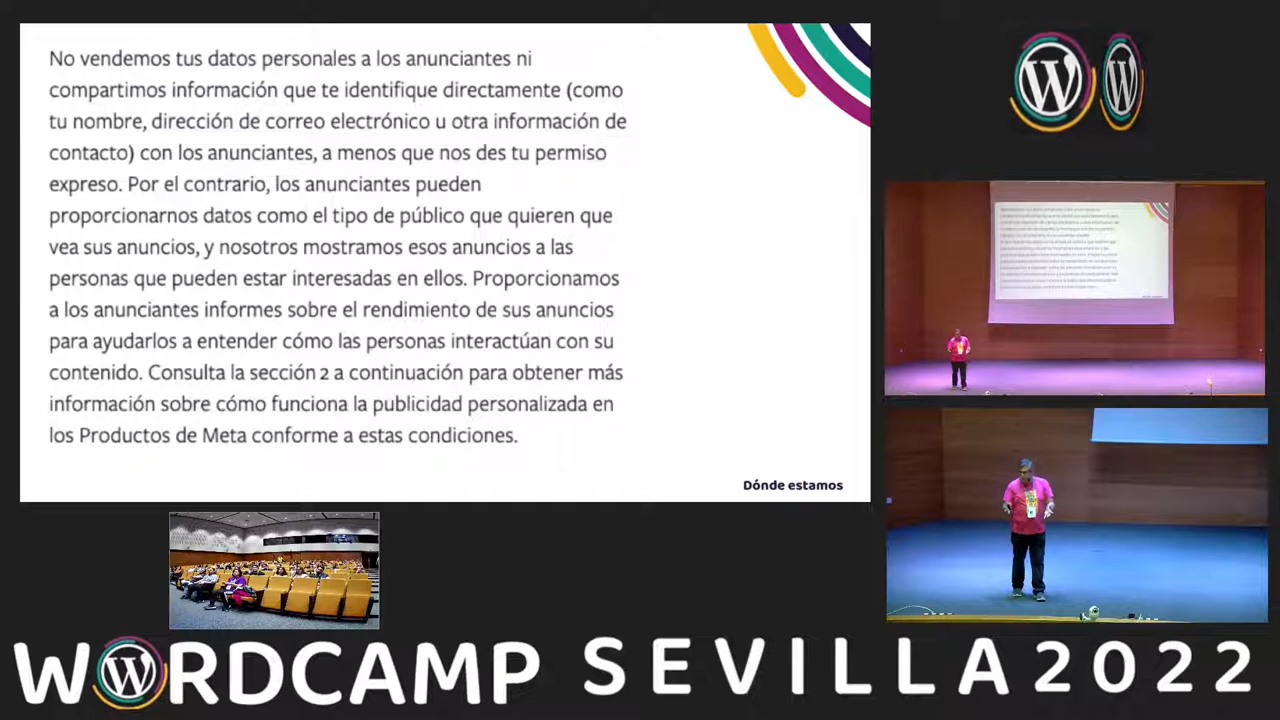 No vendemos tus datos personales a los anunciantes ni
compartimos información que te identifique directamente (como
tu nombre, dirección de correo electrónico u otra información de
contacto) con los anunciantes, a menos que nos des tu permiso
expreso. Por el contrario, los anunciantes pueden
proporcionarnos datos como el tipo de público que quieren que
vea sus anuncios, y nosotros mostramos esos anuncios a las
personas que pueden estar interesadas en ellos. Proporcionamos
a los anunciantes informes sobre el rendimiento de sus anuncios
para ayudarlos a entender cómo las personas interactúan con su
contenido. Consulta la sección 2 a continuación para obtener más
información sobre cómo funciona la publicidad personalizada en
los Productos de Meta conforme a estas condiciones.
Dónde estamos
WORDCAMP SEVILLA 2022